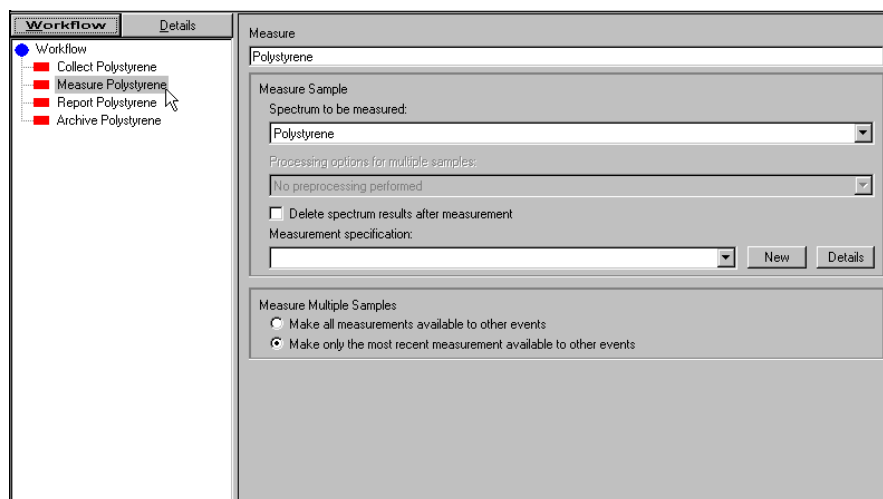 Workflow Details
Workflow
Collect Polystyrene
Measure Polystyrene
Report Polystyrene
Archive Polystyrene
Measure
Polystyrene
Measure Sample
Spectrum to be measured:
Polystyrene
Processing options for multiple samples:
No preprocessing performed
Delete spectrum results after measurement
Measurement specification:
New Details
Measure Multiple Samples
Make all measurements available to other events
Make only the most recent measurement available to other events